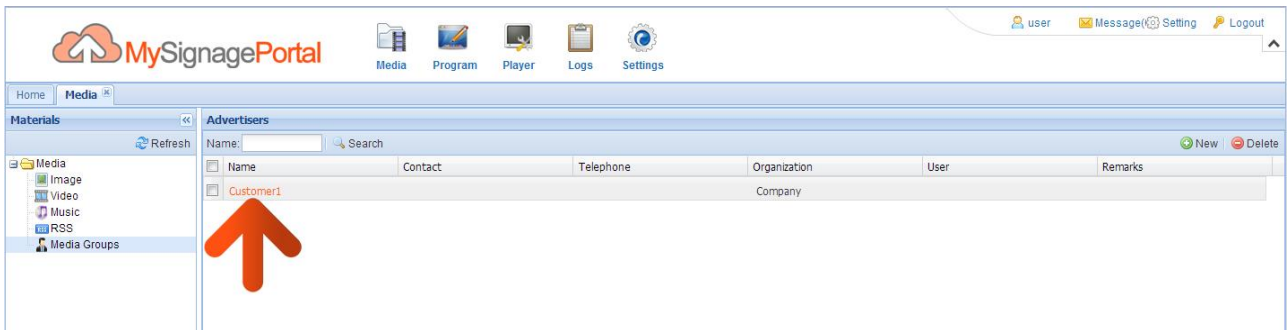 user Message( Setting Logout
MySignagePortal
Media Program Player Logs Settings
Home Media
Materials
Refresh
Media
Image
Video
Music
RSS
Media Groups
Advertisers
Name: Search New Delete
Name Contact Telephone Organization User Remarks
Customer1 Company